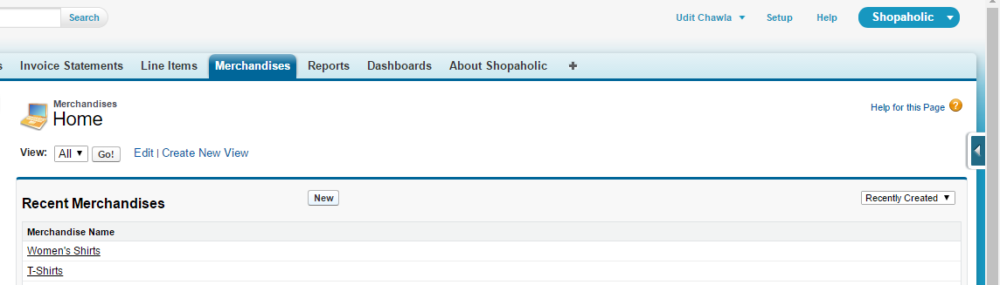 Search Udit Chawla Setup Help Shopaholic
s Invoice Statements Line Items Merchandises Reports Dashboards About Shopaholic +
Merchandises
Home
Help for this Page ?
View: All Go! Edit | Create New View
Recent Merchandises New Recently Created
Merchandise Name
Women's Shirts
T-Shirts